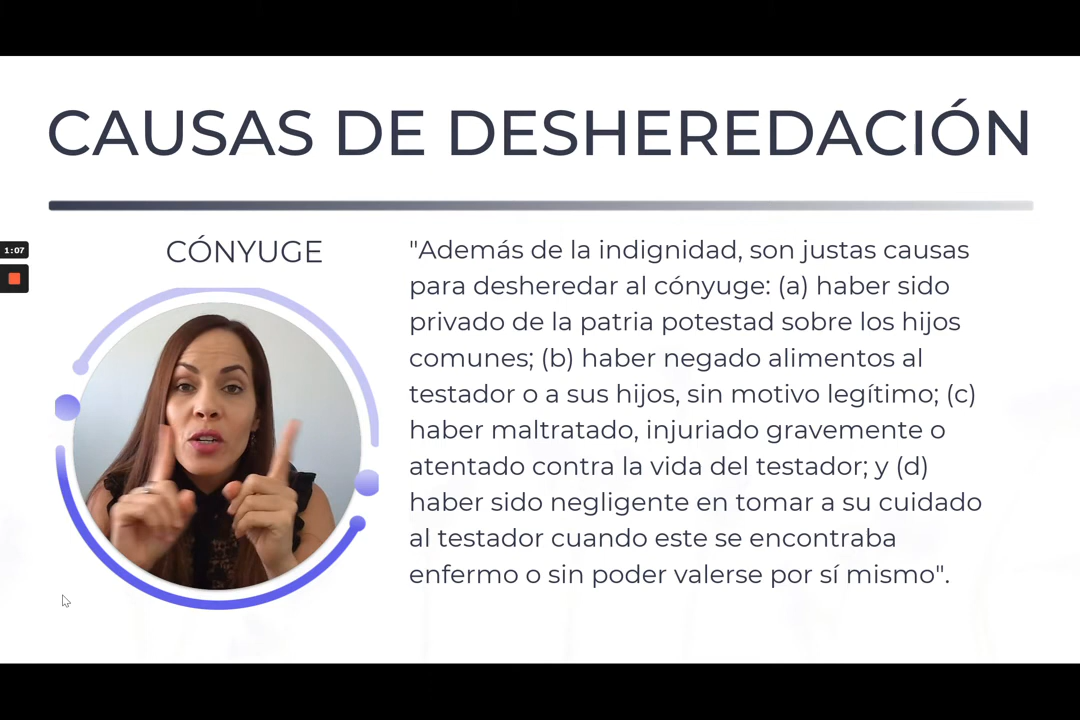 CAUSAS DE DESHEREDACIÓN
1:07
CÓNYUGE
"Además de la indignidad, son justas causas
para desheredar al cónyuge: (a) haber sido
privado de la patria potestad sobre los hijos
comunes; (b) haber negado alimentos al
testador o a sus hijos, sin motivo legítimo; (c)
haber maltratado, injuriado gravemente o
atentado contra la vida del testador; y (d)
haber sido negligente en tomar a su cuidado
al testador cuando este se encontraba
enfermo o sin poder valerse por sí mismo".